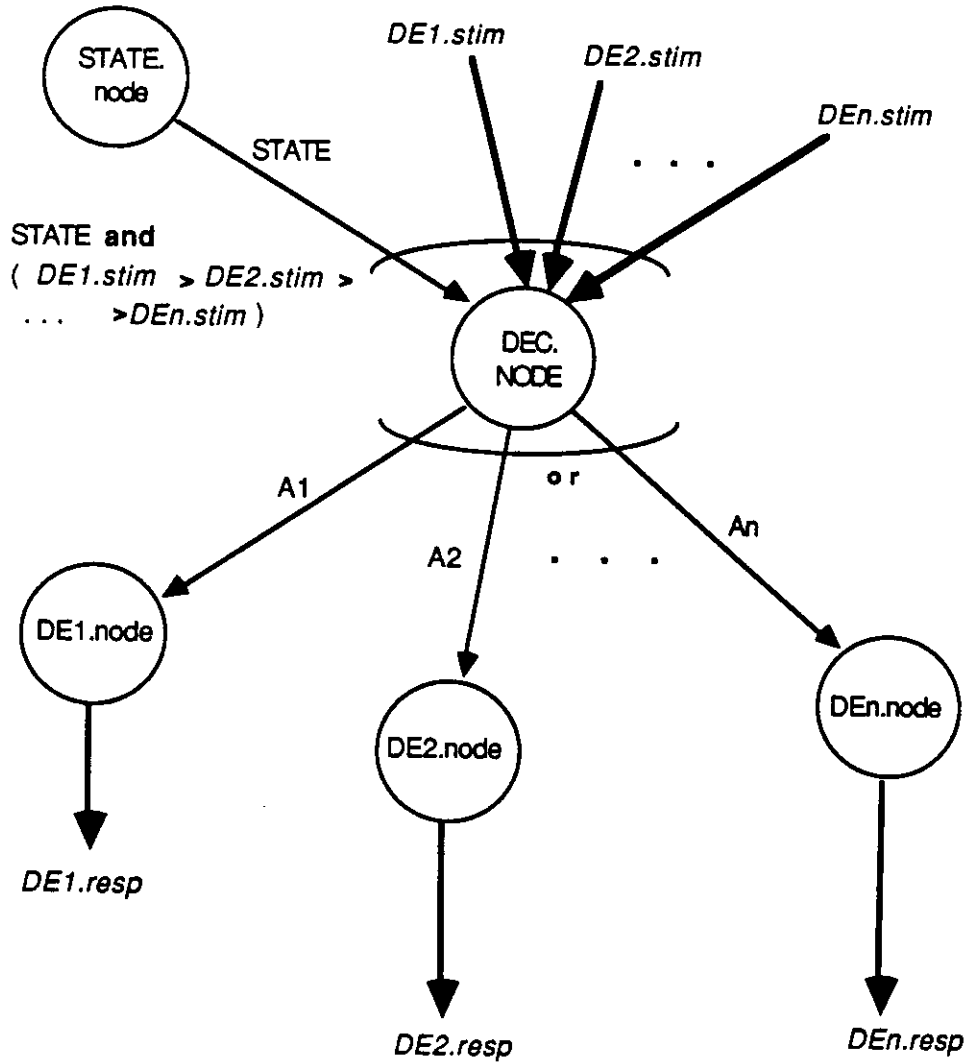 STATE.
node
DE1.stim
DE2.stim
DEn.stim
STATE
. . .
STATE and
( DE1.stim > DE2.stim >
. . . >DEn.stim )
DEC.
NODE
or
A1
A2
. . .
An
DE1.node
DE2.node
DEn.node
DE1.resp
DE2.resp
DEn.resp